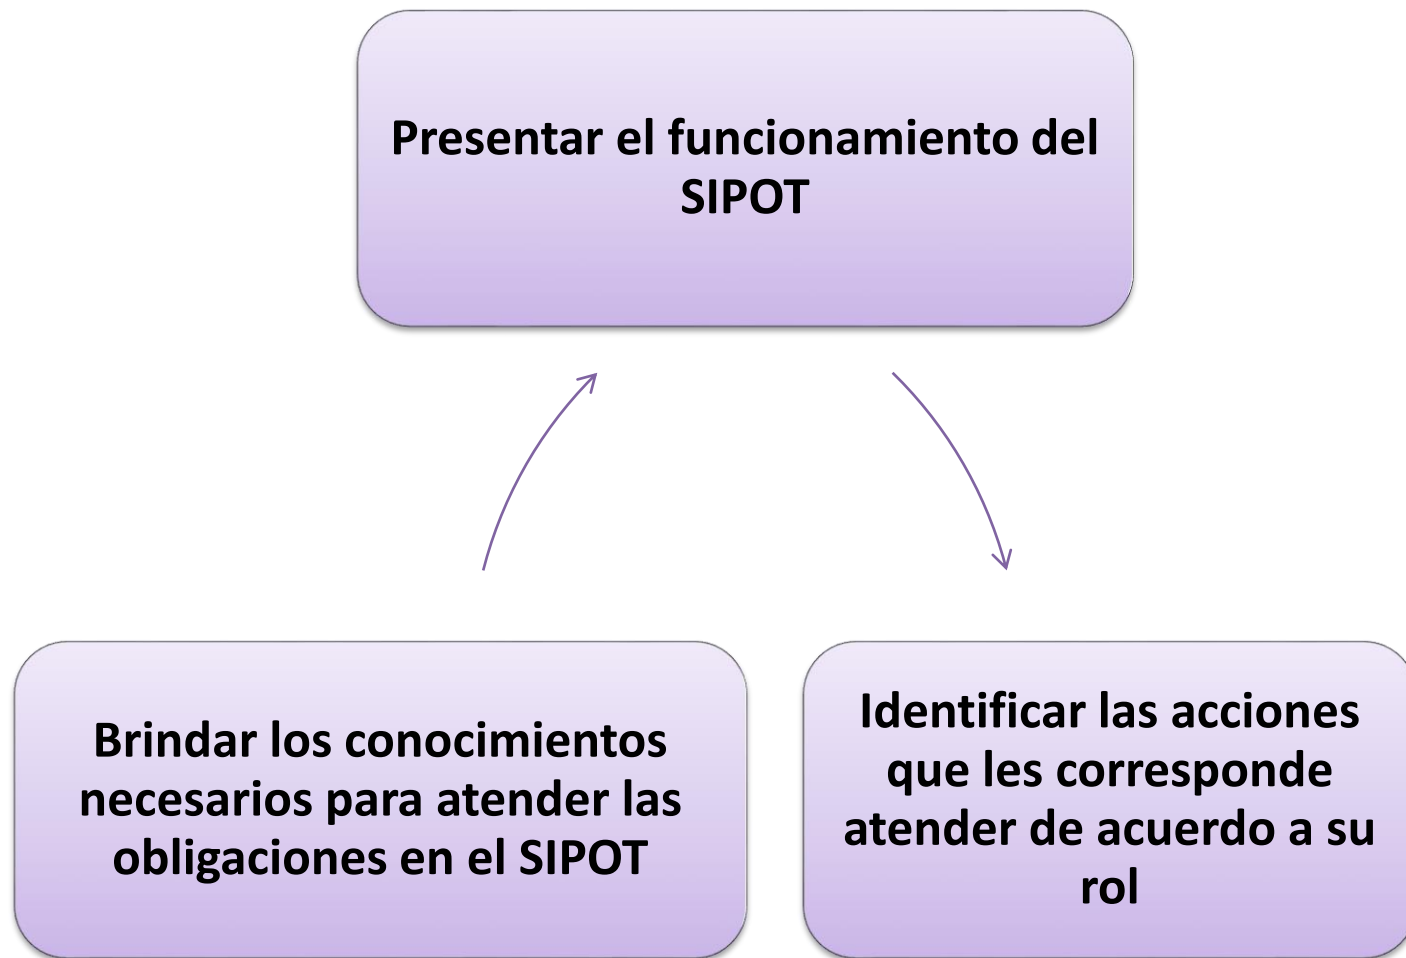 Presentar el funcionamiento del
SIPOT
Brindar los conocimientos
necesarios para atender las
obligaciones en el SIPOT
Identificar las acciones
que les corresponde
atender de acuerdo a su
rol